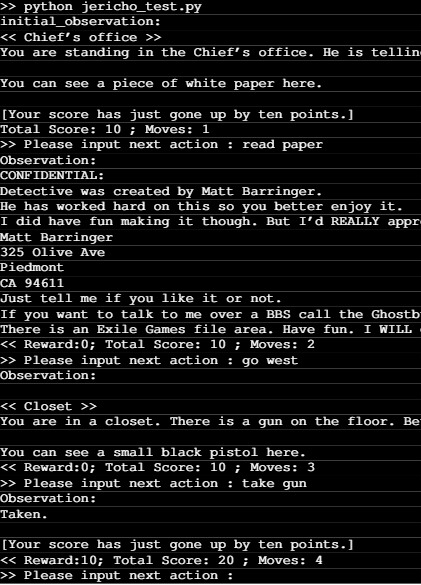 >> python jericho_test.py
initial_observation:
<< Chief's office >>
You are standing in the Chief's office. He is
You can see a piece of white paper here.
[Your score has just gone up by ten points.]
Total Score: 10 ; Moves: 1
>> Please input next action : read paper
Observation:
CONFIDENTIAL:
Detective was created by Matt Barringer.
He has worked hard on this so you better enjoy it.
I did have fun making it though. But I'd REALLY
Matt Barringer
325 Olive Ave
Piedmont
CA 94611
Just tell me if you like it or not.
If you want to talk to me over a BBS call the
There is an Exile Games file area. Have fun. I WILL
<< Reward:0; Total Score: 10 ; Moves: 2
>> Please input next action : go west
Observation:
<< Closet >>
You are in a closet. There is a gun on the floor.
You can see a small black pistol here.
<< Reward:0; Total Score: 10 ; Moves: 3
>> Please input next action : take gun
Observation:
Taken.
[Your score has just gone up by ten points.]
<< Reward:10; Total Score: 20 ; Moves: 4
>> Please input next action :